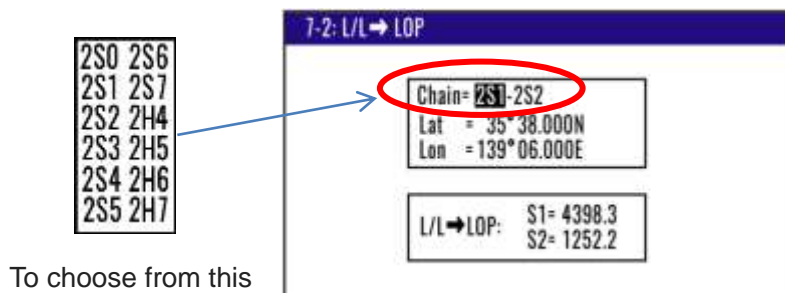 7-2: L/L➡ LOP
2S0 2S6
2S1 2S7
2S2 2H4
2S3 2H5
2S4 2H6
2S5 2H7
To choose from this
Chain= 2S1-2S2
Lat = 35° 38.000N
Lon = 139° 06.000E
L/L➡LOP: S1= 4398.3
S2= 1252.2